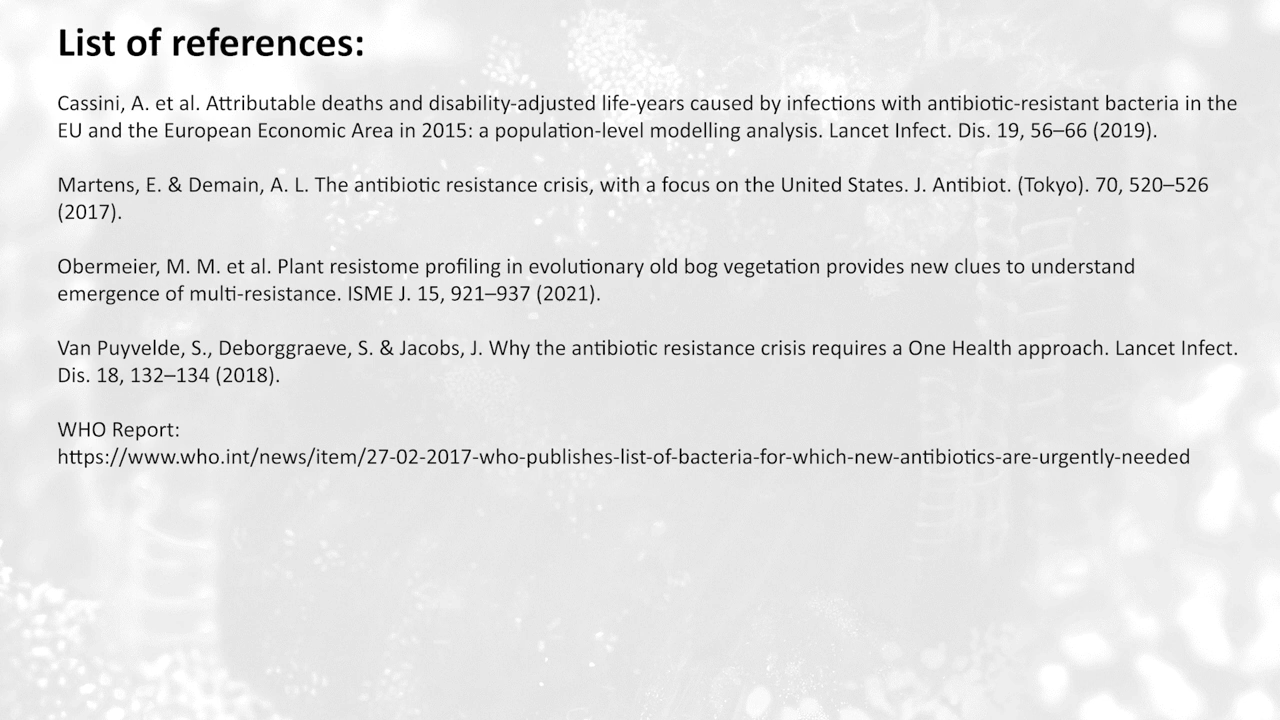 List of references:
Cassini, A. et al. Attributable deaths and disability-adjusted life-years caused by infections with antibiotic-resistant bacteria in the
EU and the European Economic Area in 2015: a population-level modelling analysis. Lancet Infect. Dis. 19, 56–66 (2019).
Martens, E. & Demain, A. L. The antibiotic resistance crisis, with a focus on the United States. J. Antibiot. (Tokyo). 70, 520–526
(2017).
Obermeier, M. M. et al. Plant resistome profiling in evolutionary old bog vegetation provides new clues to understand
emergence of multi-resistance. ISME J. 15, 921–937 (2021).
Van Puyvelde, S., Deborggraeve, S. & Jacobs, J. Why the antibiotic resistance crisis requires a One Health approach. Lancet Infect.
Dis. 18, 132–134 (2018).
WHO Report:
https://www.who.int/news/item/27-02-2017-who-publishes-list-of-bacteria-for-which-new-antibiotics-are-urgently-needed